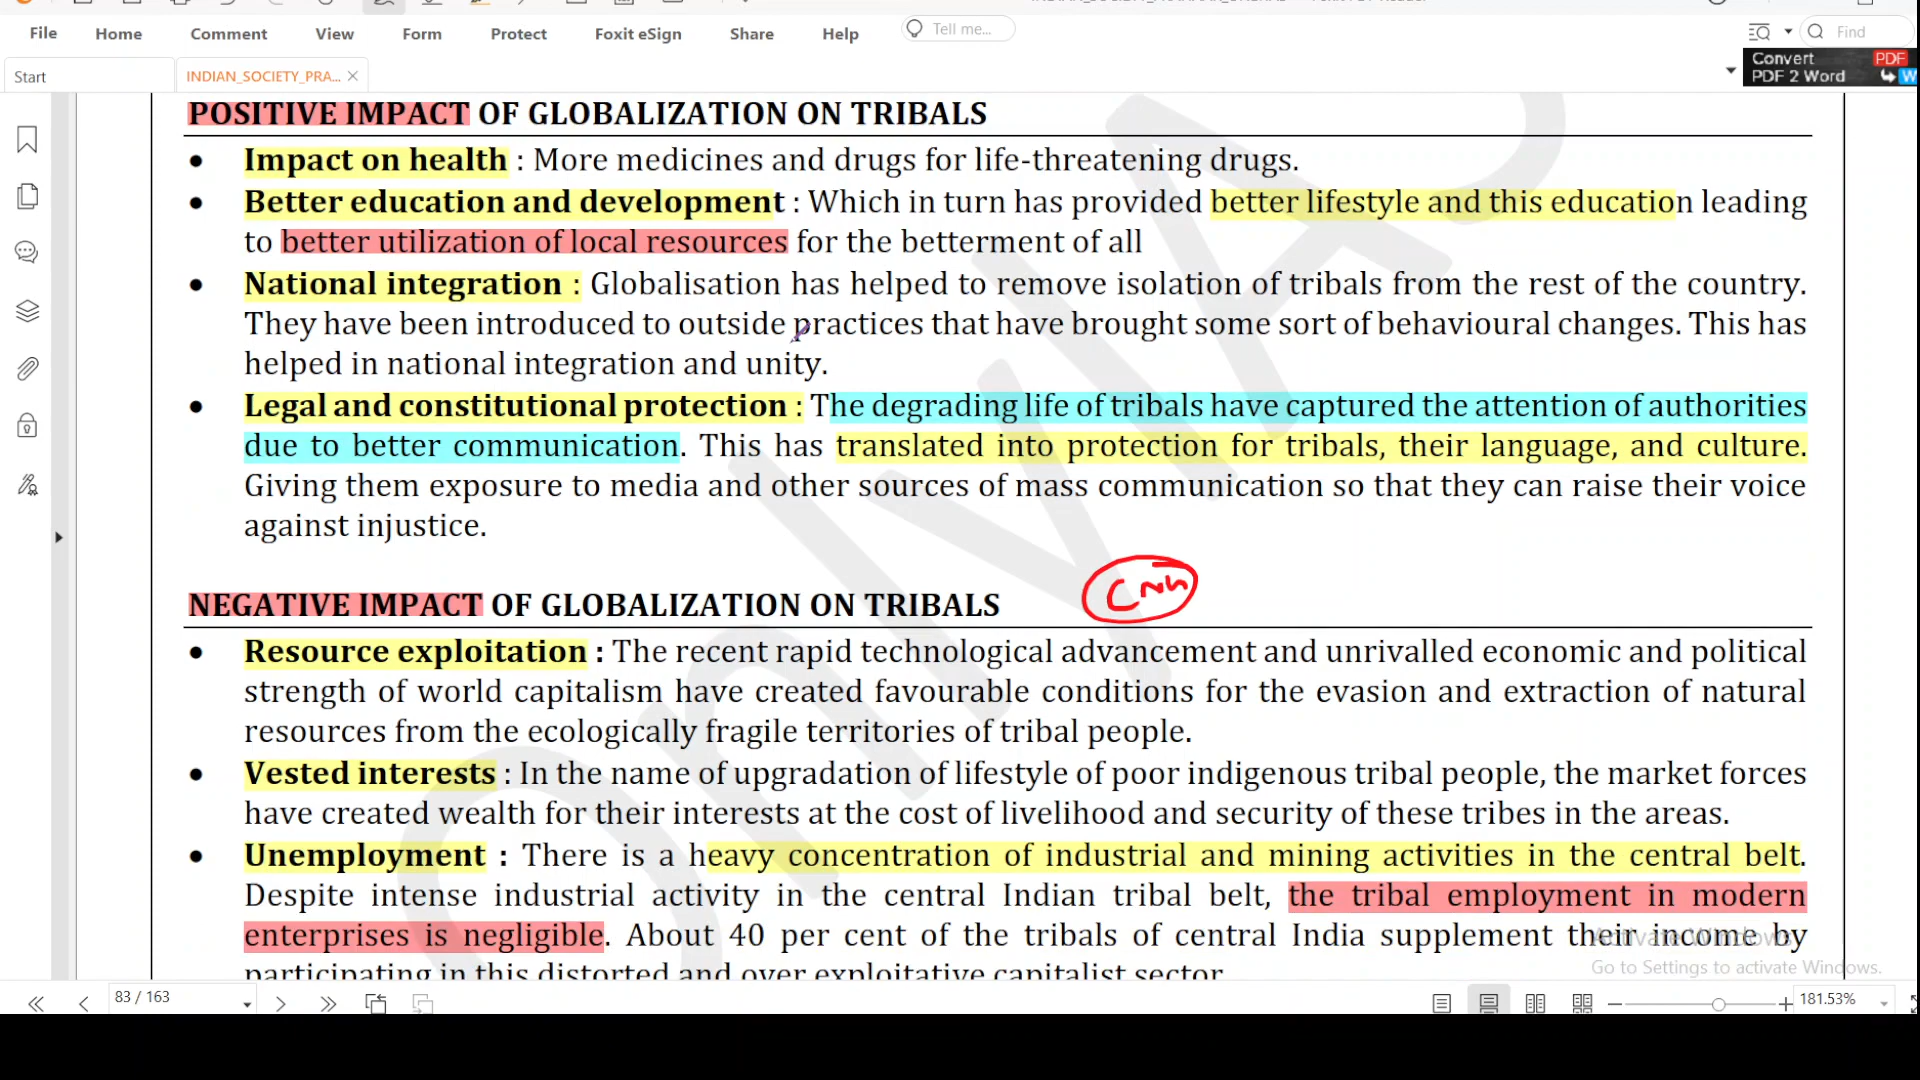 File Home Comment View Form Protect Foxit eSign Share Help Tell me... Find
Convert PDF
PDF 2 Word W
Start INDIAN_SOCIETY_PRA...
POSITIVE IMPACT OF GLOBALIZATION ON TRIBALS
• Impact on health : More medicines and drugs for life-threatening drugs.
• Better education and development : Which in turn has provided better lifestyle and this education leading
to better utilization of local resources for the betterment of all
• National integration : Globalisation has helped to remove isolation of tribals from the rest of the country.
They have been introduced to outside practices that have brought some sort of behavioural changes. This has
helped in national integration and unity.
• Legal and constitutional protection : The degrading life of tribals have captured the attention of authorities
due to better communication. This has translated into protection for tribals, their language, and culture.
Giving them exposure to media and other sources of mass communication so that they can raise their voice
against injustice.
NEGATIVE IMPACT OF GLOBALIZATION ON TRIBALS
• Resource exploitation : The recent rapid technological advancement and unrivalled economic and political
strength of world capitalism have created favourable conditions for the evasion and extraction of natural
resources from the ecologically fragile territories of tribal people.
• Vested interests : In the name of upgradation of lifestyle of poor indigenous tribal people, the market forces
have created wealth for their interests at the cost of livelihood and security of these tribes in the areas.
• Unemployment : There is a heavy concentration of industrial and mining activities in the central belt.
Despite intense industrial activity in the central Indian tribal belt, the tribal employment in modern
enterprises is negligible. About 40 per cent of the tribals of central India supplement their income by
participating in this distorted and over exploitative capitalist sector.
Activate Windows
Go to Settings to activate Windows.
83 / 163 181.53%